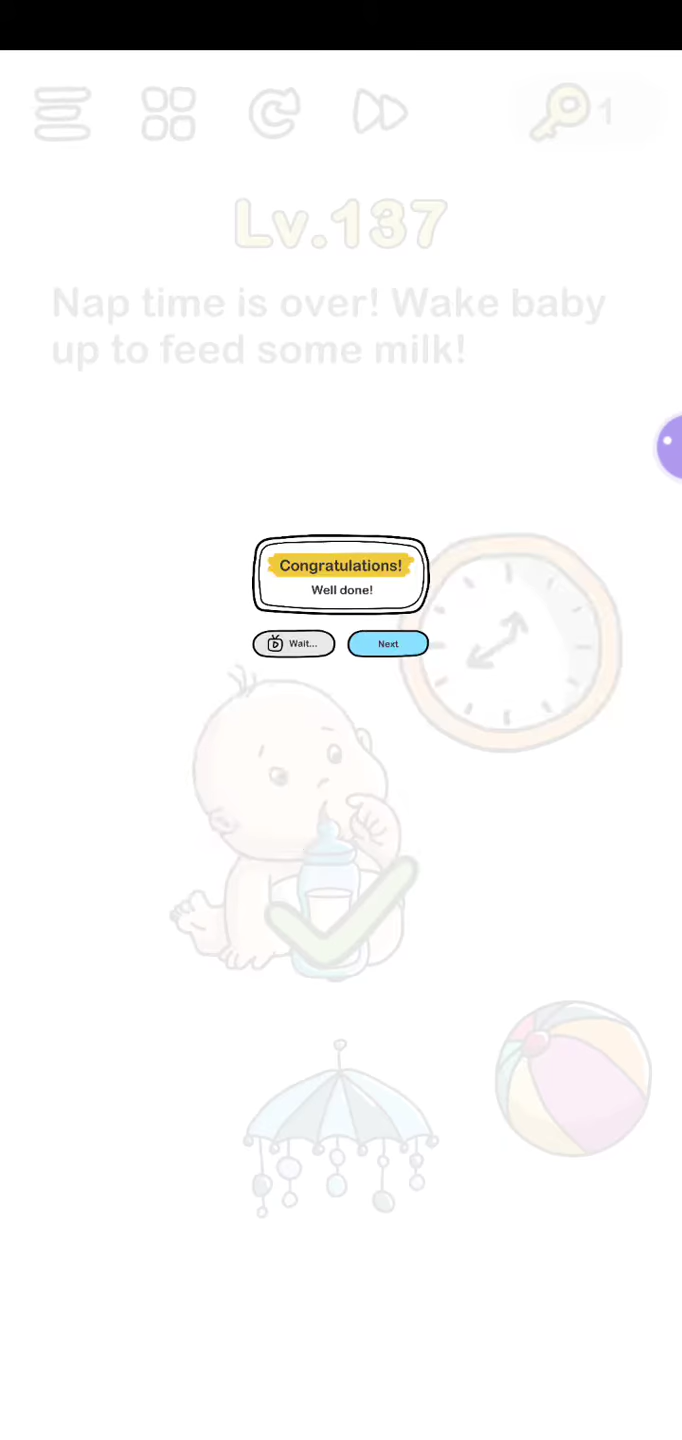 1
Lv.137
Nap time is over! Wake baby
up to feed some milk!
Congratulations!
Well done!
Wait...
Next